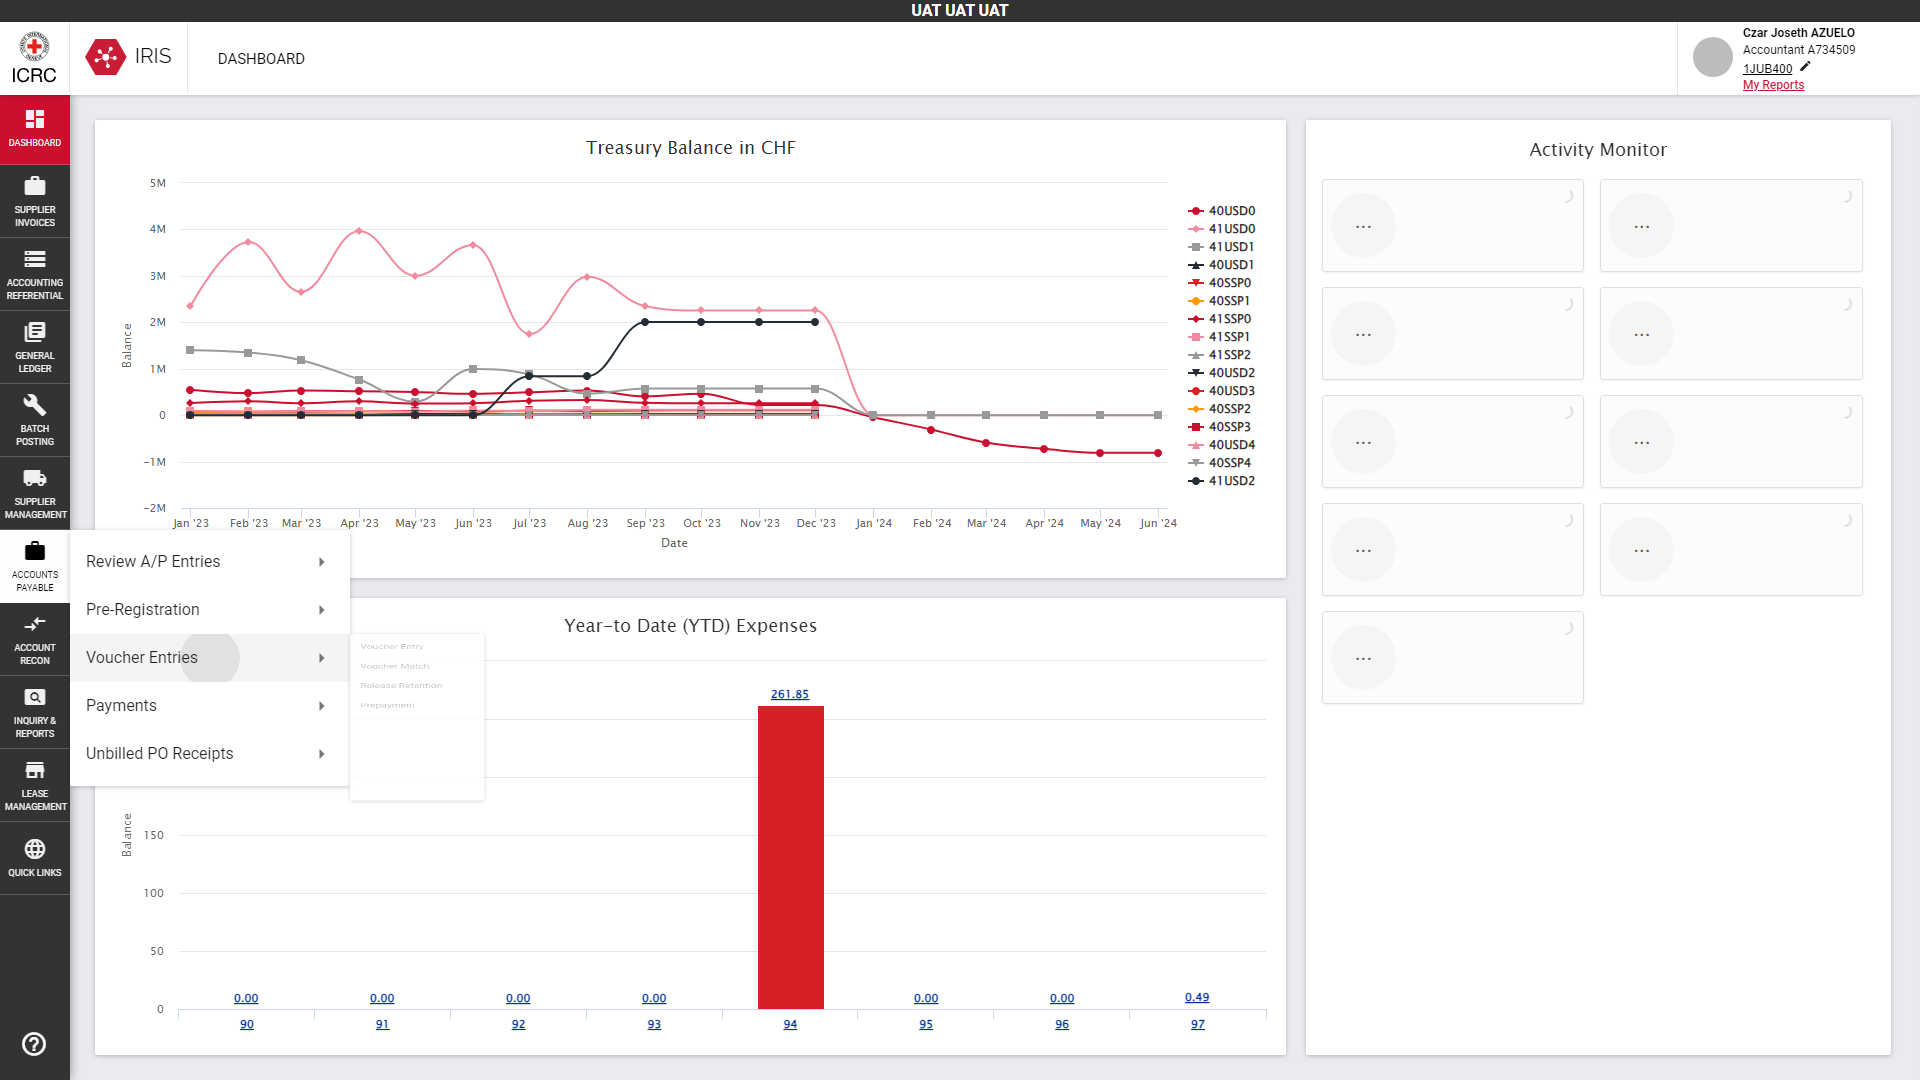 UAT UAT UAT
ICRC
IRIS
DASHBOARD
Czar Joseth AZUELO
Accountant A734509
1JUB400
My Reports
DASHBOARD
SUPPLIER
INVOICES
ACCOUNTING
REFERENTIAL
GENERAL
LEDGER
BATCH
POSTING
SUPPLIER
MANAGEMENT
ACCOUNTS
PAYABLE
ACCOUNT
RECON
INQUIRY &
REPORTS
LEASE
MANAGEMENT
QUICK LINKS
Review A/P Entries
Pre-Registration
Voucher Entries
Payments
Unbilled PO Receipts
Voucher Entry
Voucher Match
Release Retention
Prepayment
Treasury Balance in CHF
Balance
5M
4M
3M
2M
1M
0
-1M
-2M
Jan '23 Feb '23 Mar '23 Apr '23 May '23 Jun '23 Jul '23 Aug '23 Sep '23 Oct '23 Nov '23 Dec '23 Jan '24 Feb '24 Mar '24 Apr '24 May '24 Jun '24
Date
40USD0
41USD0
41USD1
40USD1
40SSP0
40SSP1
41SSP0
41SSP1
41SSP2
40USD2
40USD3
40SSP2
40SSP3
40USD4
40SSP4
41USD2
Year-to Date (YTD) Expenses
Balance
150
100
50
0
0.00 0.00 0.00 0.00 261.85 0.00 0.00 0.49
90 91 92 93 94 95 96 97
Activity Monitor
... ...
... ...
... ...
... ...
...